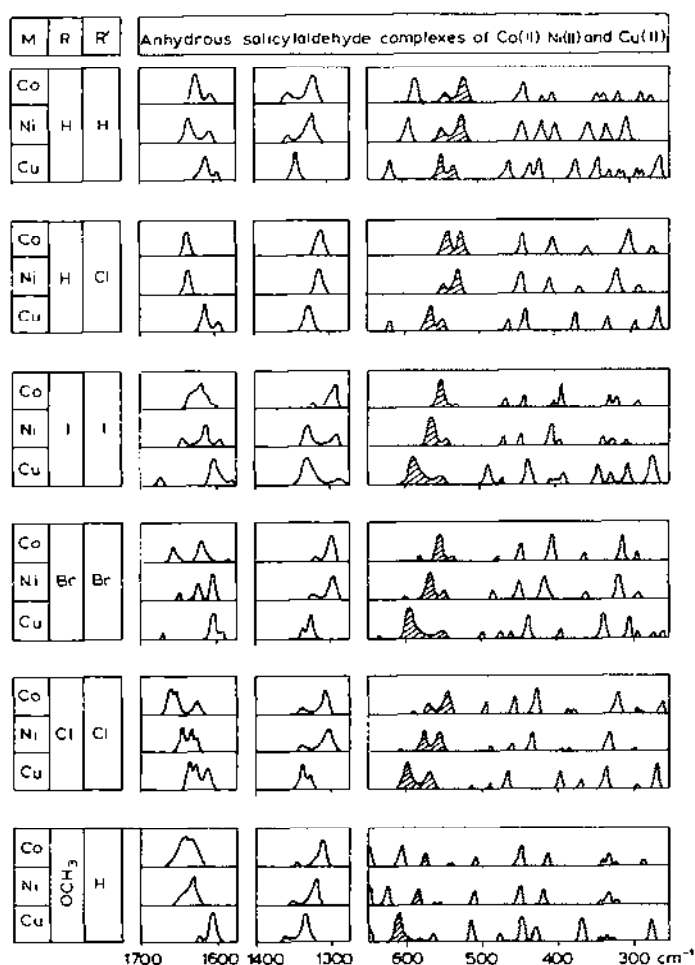 M R R' Anhydrous salicylaldehyde complexes of Co(II) Ni(II) and Cu(II)
Co
Ni H H
Cu
Co
Ni H Cl
Cu
Co
Ni I I
Cu
Co
Ni Br Br
Cu
Co
Ni Cl Cl
Cu
Co
Ni OCH3 H
Cu
1700 1600 1400 1300 600 400 300 cm⁻¹